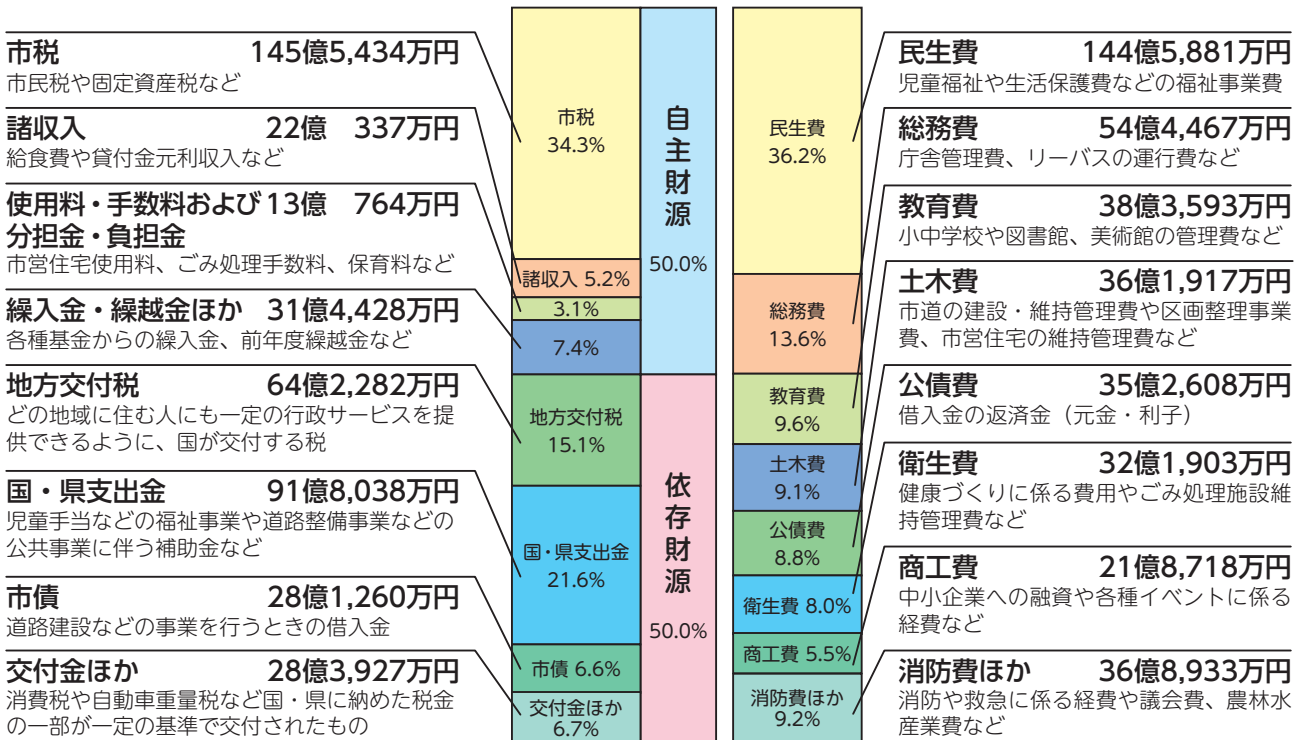 市税 145億5,434万円
市民税や固定資産税など
諸収入 22億 337万円
給食費や貸付金元利収入など
使用料・手数料および 13億 764万円
分担金・負担金
市営住宅使用料、ごみ処理手数料、保育料など
繰入金・繰越金ほか 31億4,428万円
各種基金からの繰入金、前年度繰越金など
地方交付税 64億2,282万円
どの地域に住む人にも一定の行政サービスを提
供できるように、国が交付する税
国・県支出金 91億8,038万円
児童手当などの福祉事業や道路整備事業などの
公共事業に伴う補助金など
市債 28億1,260万円
道路建設などの事業を行うときの借入金
交付金ほか 28億3,927万円
消費税や自動車重量税など国・県に納めた税金
の一部が一定の基準で交付されたもの
市税
34.3%
諸収入 5.2%
3.1%
7.4%
地方交付税
15.1%
国・県支出金
21.6%
市債 6.6%
交付金ほか
6.7%
自主財源
50.0%
依存財源
50.0%
民生費
36.2%
総務費
13.6%
教育費
9.6%
土木費
9.1%
公債費
8.8%
衛生費 8.0%
商工費 5.5%
消防費ほか
9.2%
民生費 144億5,881万円
児童福祉や生活保護費などの福祉事業費
総務費 54億4,467万円
庁舎管理費、リーバスの運行費など
教育費 38億3,593万円
小中学校や図書館、美術館の管理費など
土木費 36億1,917万円
市道の建設・維持管理費や区画整理事業
費、市営住宅の維持管理費など
公債費 35億2,608万円
借入金の返済金（元金・利子）
衛生費 32億1,903万円
健康づくりに係る費用やごみ処理施設維
持管理費など
商工費 21億8,718万円
中小企業への融資や各種イベントに係る
経費など
消防費ほか 36億8,933万円
消防や救急に係る経費や議会費、農林水
産業費など